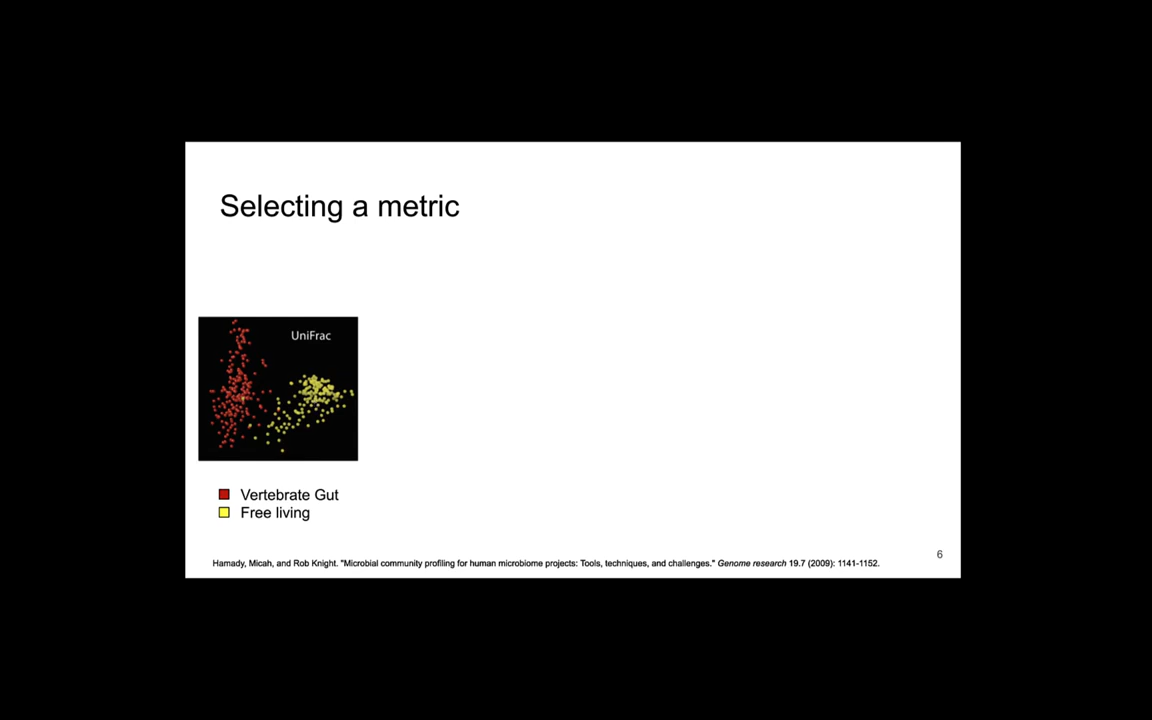 Selecting a metric
UniFrac
Vertebrate Gut
Free living
6
Hamady, Micah, and Rob Knight. "Microbial community profiling for human microbiome projects: Tools, techniques, and challenges." Genome research 19.7 (2009): 1141-1152.